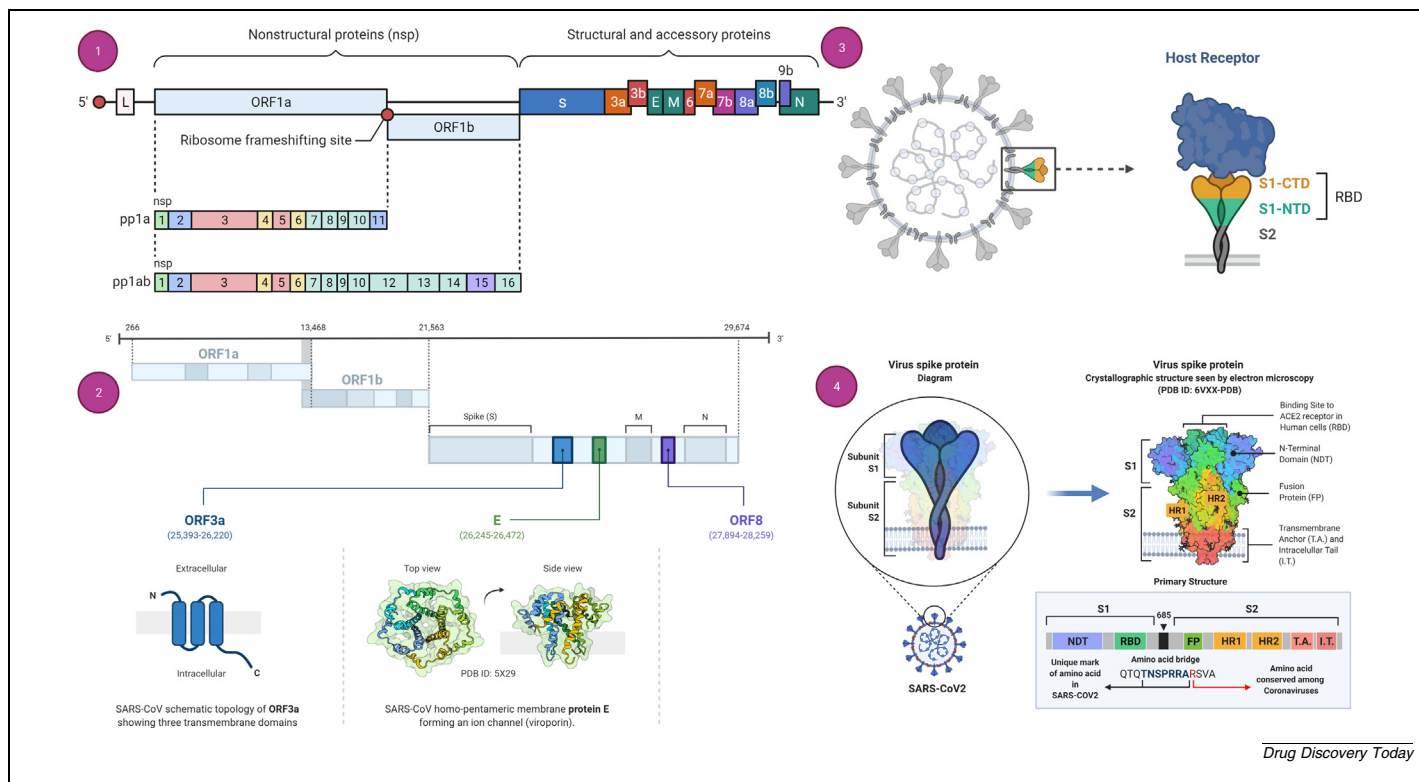 1
Nonstructural proteins (nsp)
Structural and accessory proteins
5'
L
ORF1a
Ribosome frameshifting site
ORF1b
S
3a
3b
E
M
6
7a
7b
8a
8b
9b
N
3'
nsp
pp1a
1 2 3 4 5 6 7 8 9 10 11
nsp
pp1ab
1 2 3 4 5 6 7 8 9 10 12 13 14 15 16
3
Host Receptor
S1-CTD
S1-NTD
RBD
S2
2
266
13,468
21,563
29,674
5'
3'
ORF1a
ORF1b
Spike (S)
M
N
ORF3a
(25,393-26,220)
E
(26,245-26,472)
ORF8
(27,894-28,259)
Extracellular
N
Intracellular
C
SARS-CoV schematic topology of ORF3a
showing three transmembrane domains
Top view
Side view
PDB ID: 5X29
SARS-CoV homo-pentameric membrane protein E
forming an ion channel (viroporin).
4
Virus spike protein
Diagram
Subunit
S1
Subunit
S2
SARS-CoV2
Virus spike protein
Crystallographic structure seen by electron microscopy
(PDB ID: 6VXX-PDB)
S1
S2
HR1
HR2
Binding Site to
ACE2 receptor in
Human cells (RBD)
N-Terminal
Domain (NDT)
Fusion
Protein (FP)
Transmembrane
Anchor (T.A.) and
Intracelullar Tail
(I.T.)
Primary Structure
S1
685
S2
NDT
RBD
FP
HR1
HR2
T.A.
I.T.
Unique mark
of amino acid
in
SARS-COV2
Amino acid bridge
QTQTNSPRRARSVA
Amino acid
conserved among
Coronaviruses
Drug Discovery Today